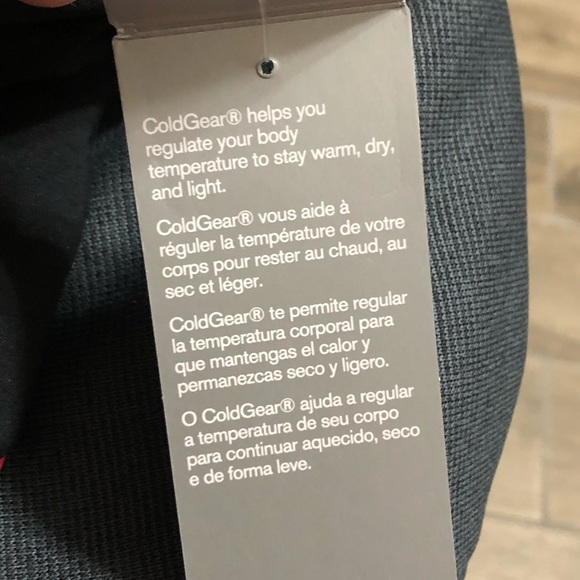 ColdGear® helps you
regulate your body
temperature to stay warm, dry,
and light.
ColdGear® vous aide à
réguler la température de votre
corps pour rester au chaud, au
sec et léger.
ColdGear® te permite regular
la temperatura corporal para
que mantengas el calor y
permanezcas seco y ligero.
O ColdGear® ajuda a regular
a temperatura de seu corpo
para continuar aquecido, seco
e de forma leve.